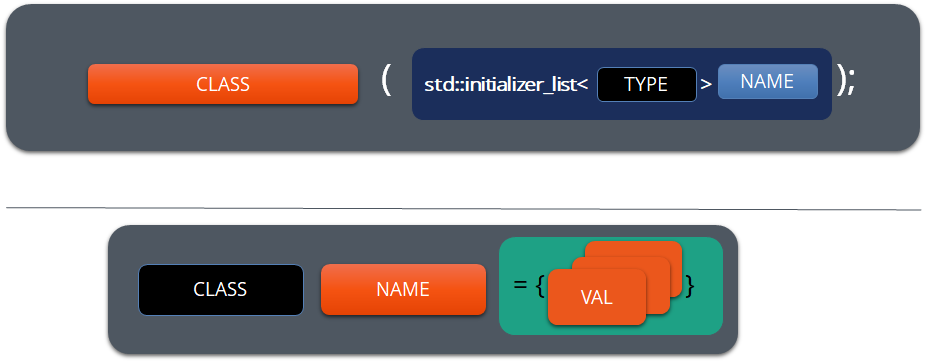 CLASS ( std::initializer_list< TYPE > NAME );
CLASS NAME = { VAL }